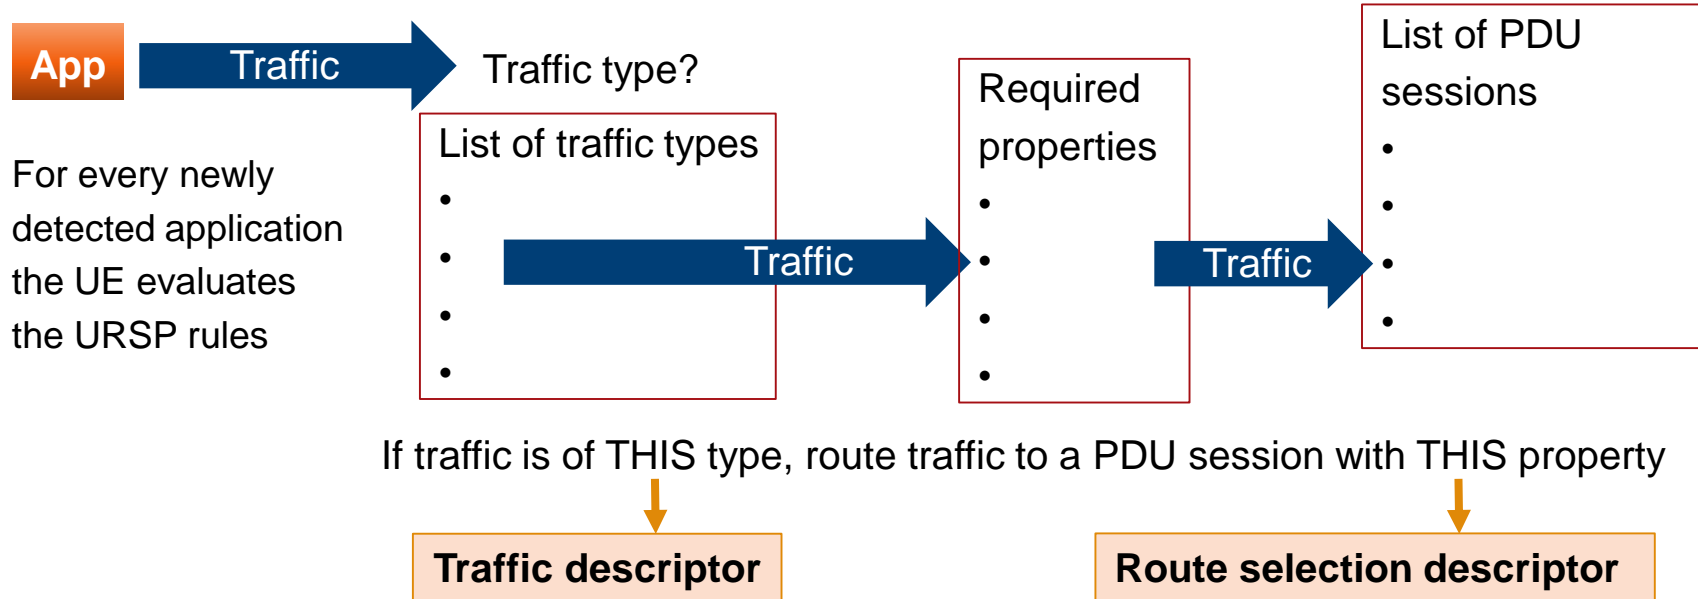 App
Traffic
Traffic type?
For every newly
detected application
the UE evaluates
the URSP rules
List of traffic types
•
•
•
•
Traffic
Required
properties
•
•
•
•
Traffic
List of PDU
sessions
•
•
•
•
If traffic is of THIS type, route traffic to a PDU session with THIS property
Traffic descriptor
Route selection descriptor